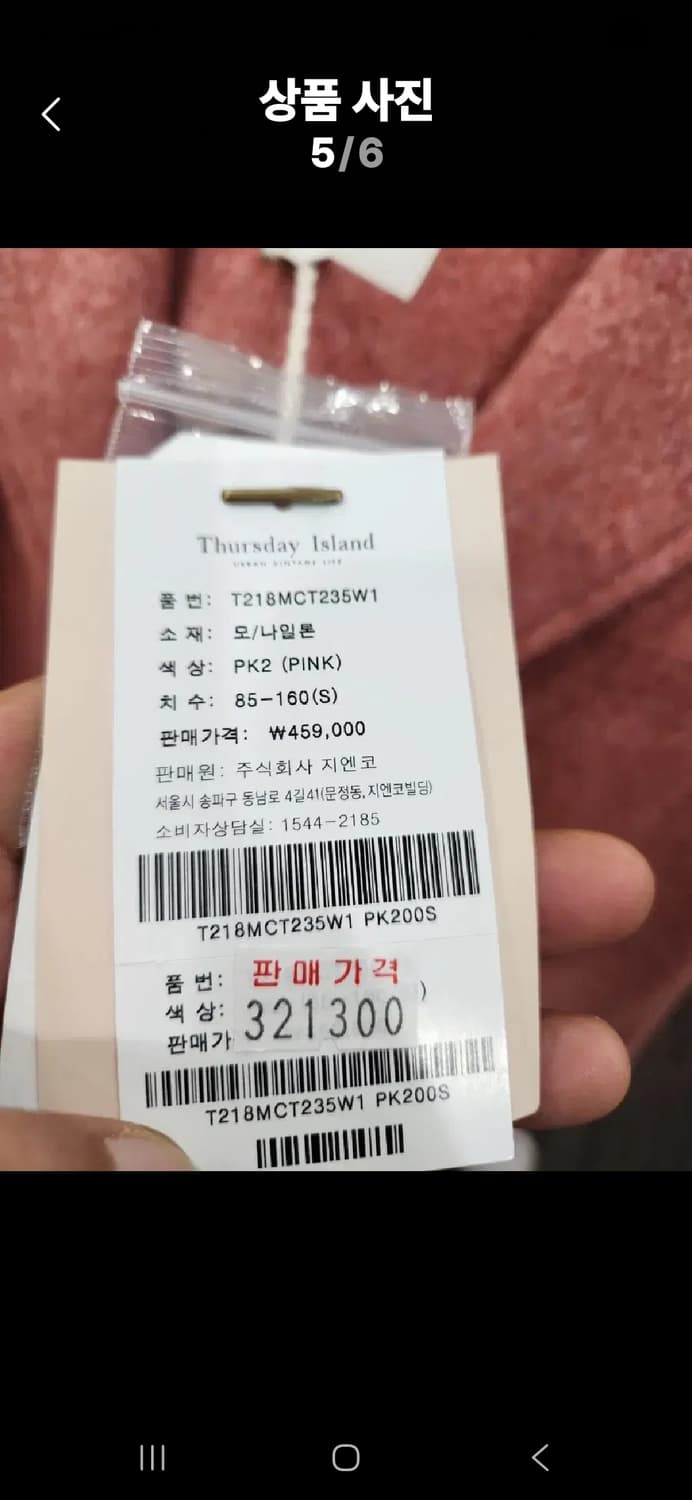 상품 사진
5/6
Thursday Island
URBAN VINTAGE LIFE
품 번: T218MCT235W1
소 재: 모/나일론
색 상: PK2 (PINK)
치 수: 85-160(S)
판매가격: ₩459,000
판매원: 주식회사 지엔코
서울시 송파구 동남로 4길41(문정동,지엔코빌딩)
소비자상담실: 1544-2185
T218MCT235W1 PK200S
품 번: 판매가격
색 상: )
판매가 321300
T218MCT235W1 PK200S